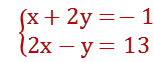 x + 2y = − 1
2x − y = 13